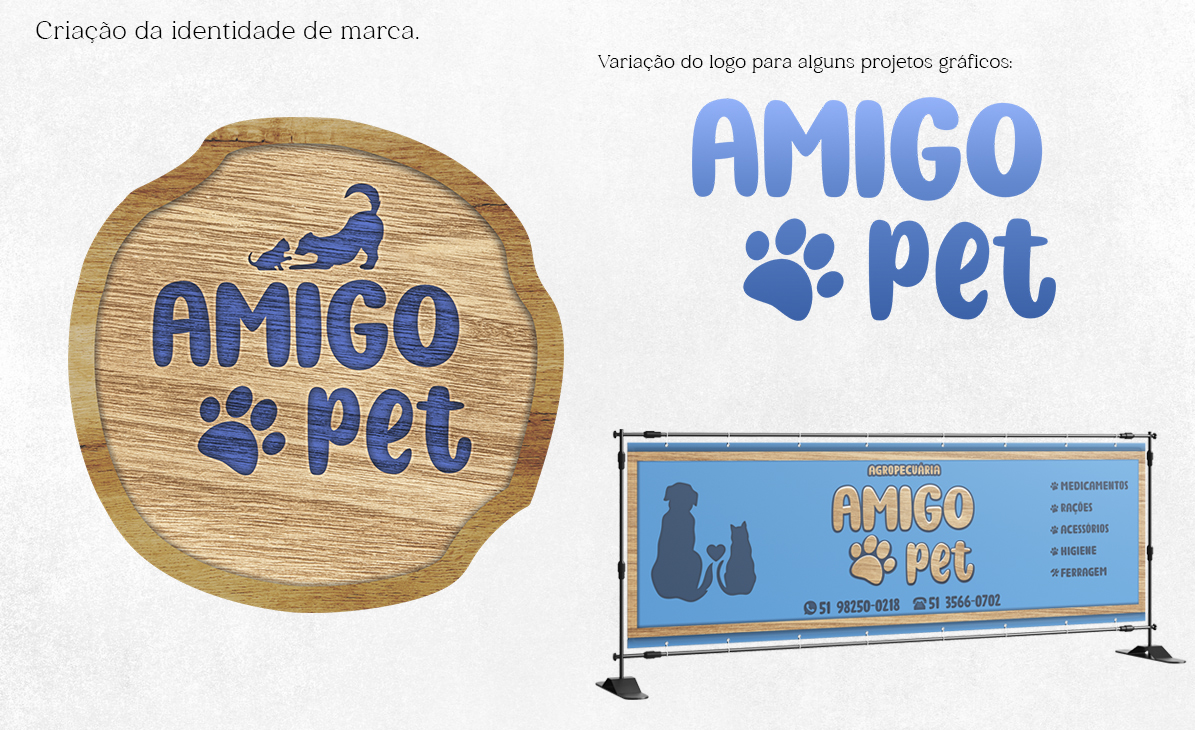 Criação da identidade de marca.
Variação do logo para alguns projetos gráficos:
AMIGO
pet
AMIGO
pet
AGROPECUÁRIA
AMIGO
pet
MEDICAMENTOS
RAÇÕES
ACESSÓRIOS
HIGIENE
FERRAGEM
51 98250-0218 51 3566-0702